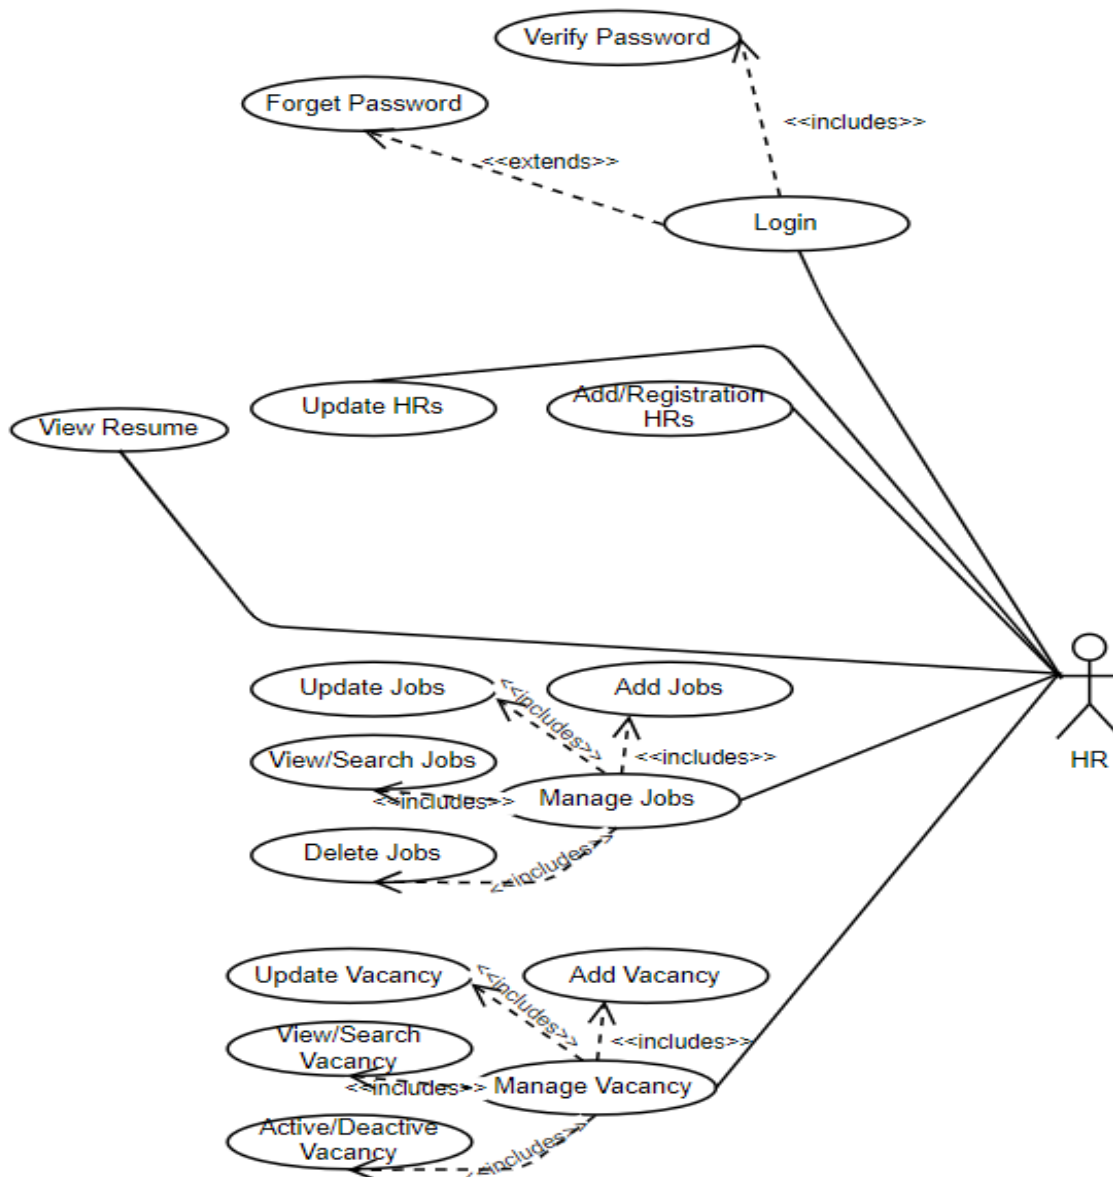 Verify Password
Forget Password
<<includes>>
<<extends>>
Login
Add/Registration
HRs
Update HRs
View Resume
Update Jobs
<<includes>>
Add Jobs
<<includes>>
View/Search Jobs
<<includes>>
Manage Jobs
Delete Jobs
<<includes>>
HR
Update Vacancy
<<includes>>
Add Vacancy
<<includes>>
View/Search
Vacancy
<<includes>>
Manage Vacancy
Active/Deactive
Vacancy
<<includes>>